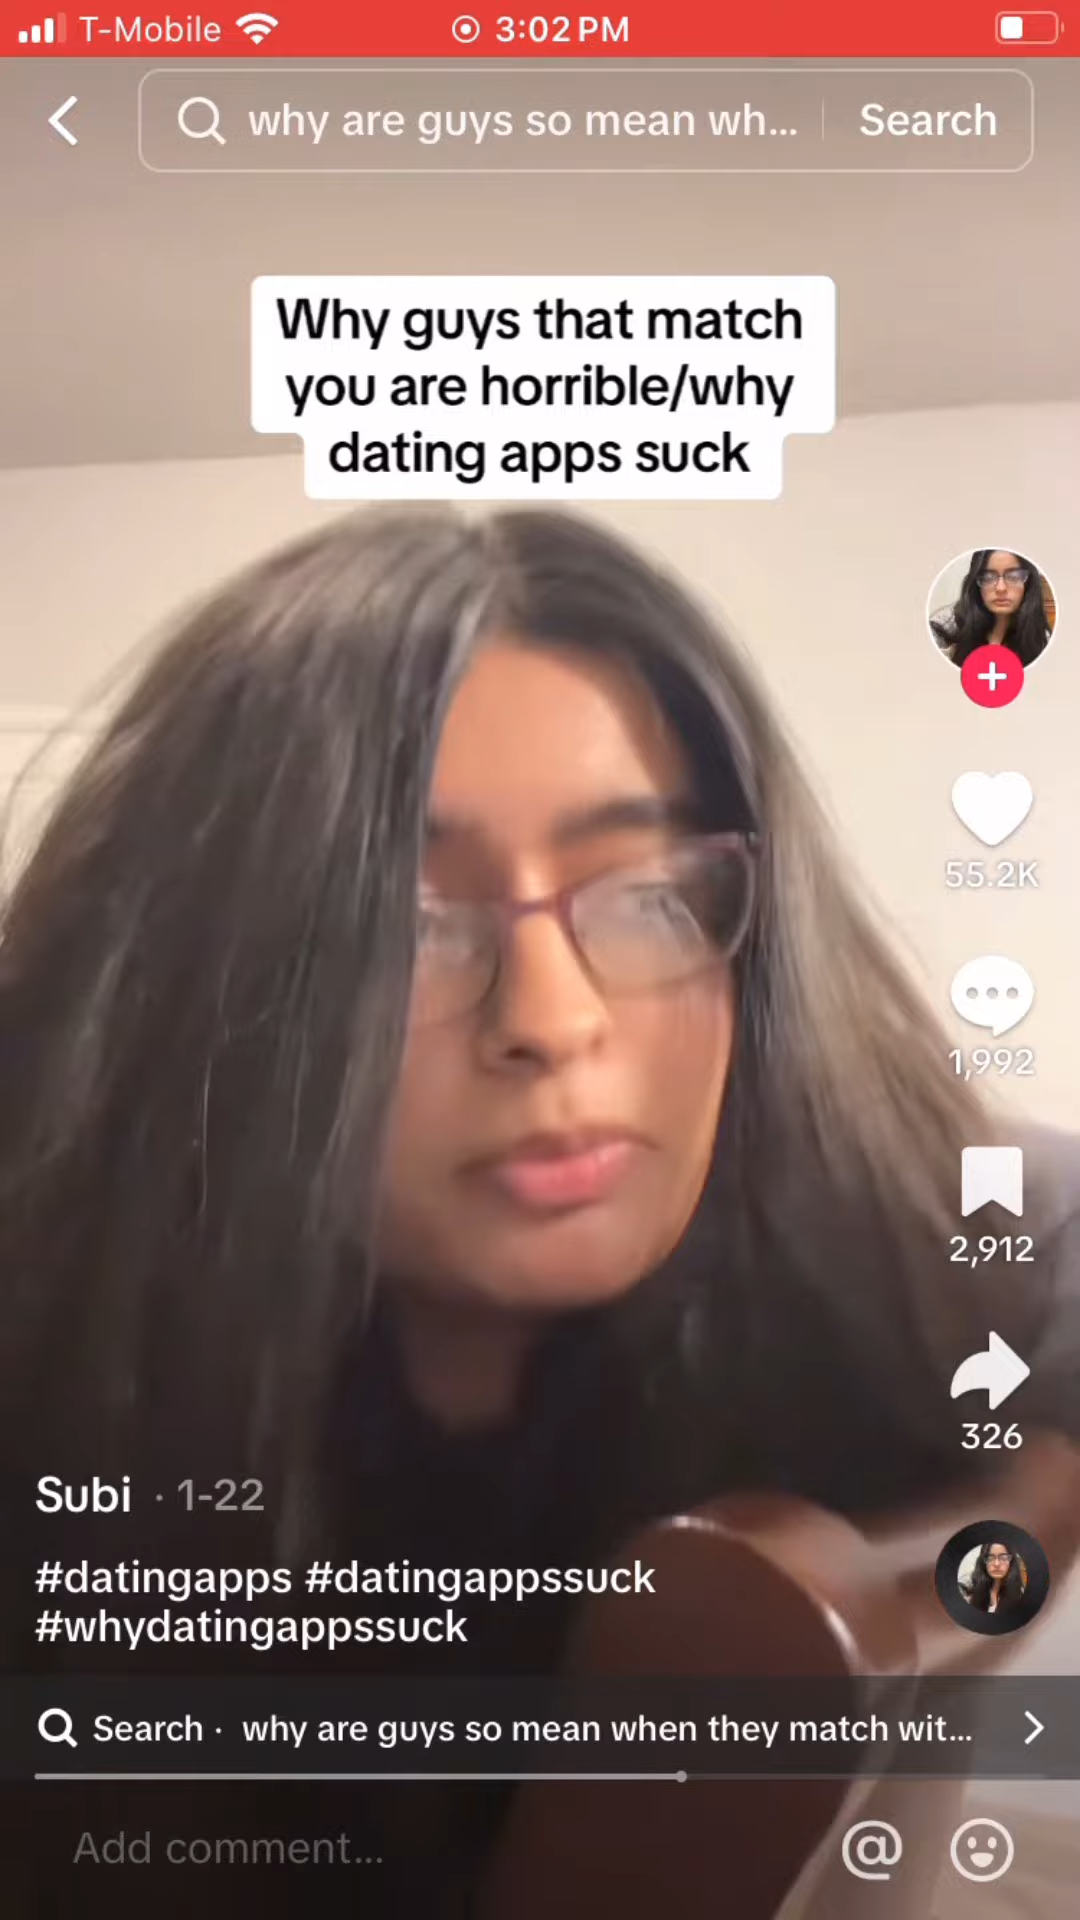 T-Mobile 3:02 PM
why are guys so mean wh... Search
Why guys that match
you are horrible/why
dating apps suck
55.2K
1,992
2,912
326
Subi · 1-22
#datingapps #datingappssuck
#whydatingappssuck
Search · why are guys so mean when they match wit...
Add comment...